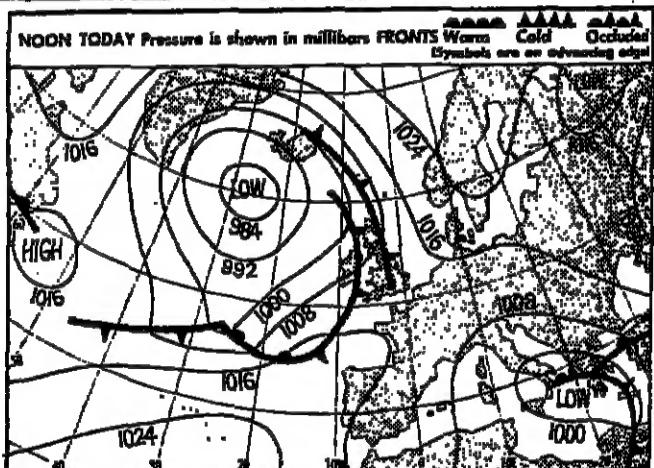 NOON TODAY Pressure is shown in millibars FRONTS Warm Cold Occluded
(Symbols are on advancing edge)
1016
1024
LOW
984
1016
HIGH
992
1016
1000
1008
1008
1016
LOW
1000
1024